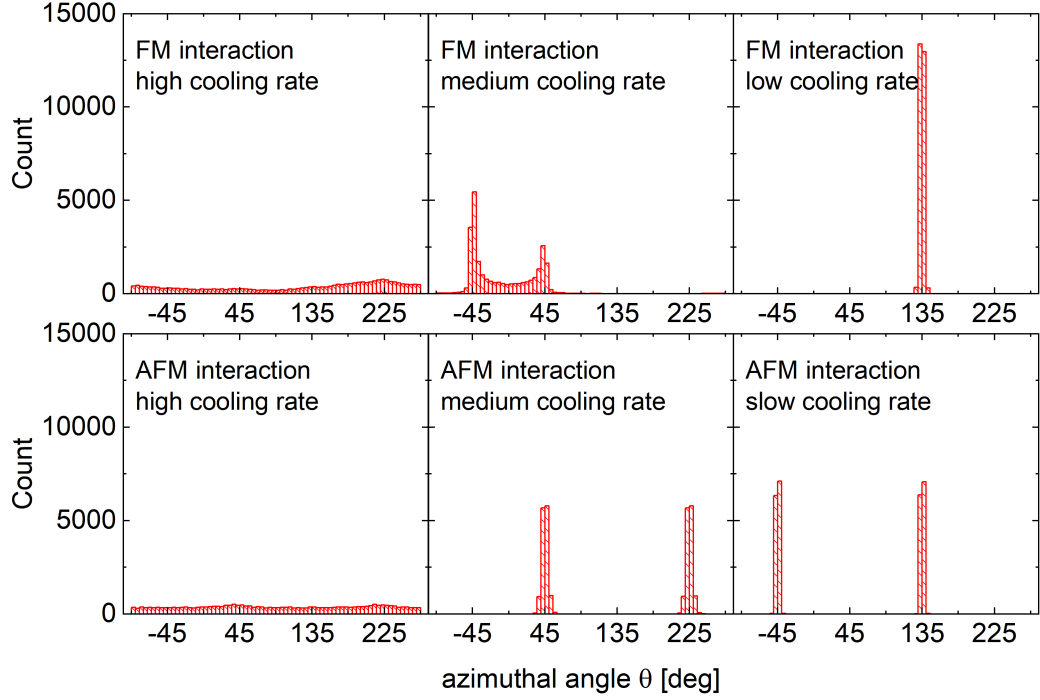 15000
10000
5000
0
Count
FM interaction
high cooling rate
-45 45 135 225
FM interaction
medium cooling rate
-45 45 135 225
FM interaction
low cooling rate
-45 45 135 225
15000
10000
5000
0
Count
AFM interaction
high cooling rate
-45 45 135 225
AFM interaction
medium cooling rate
-45 45 135 225
AFM interaction
slow cooling rate
-45 45 135 225
azimuthal angle θ [deg]